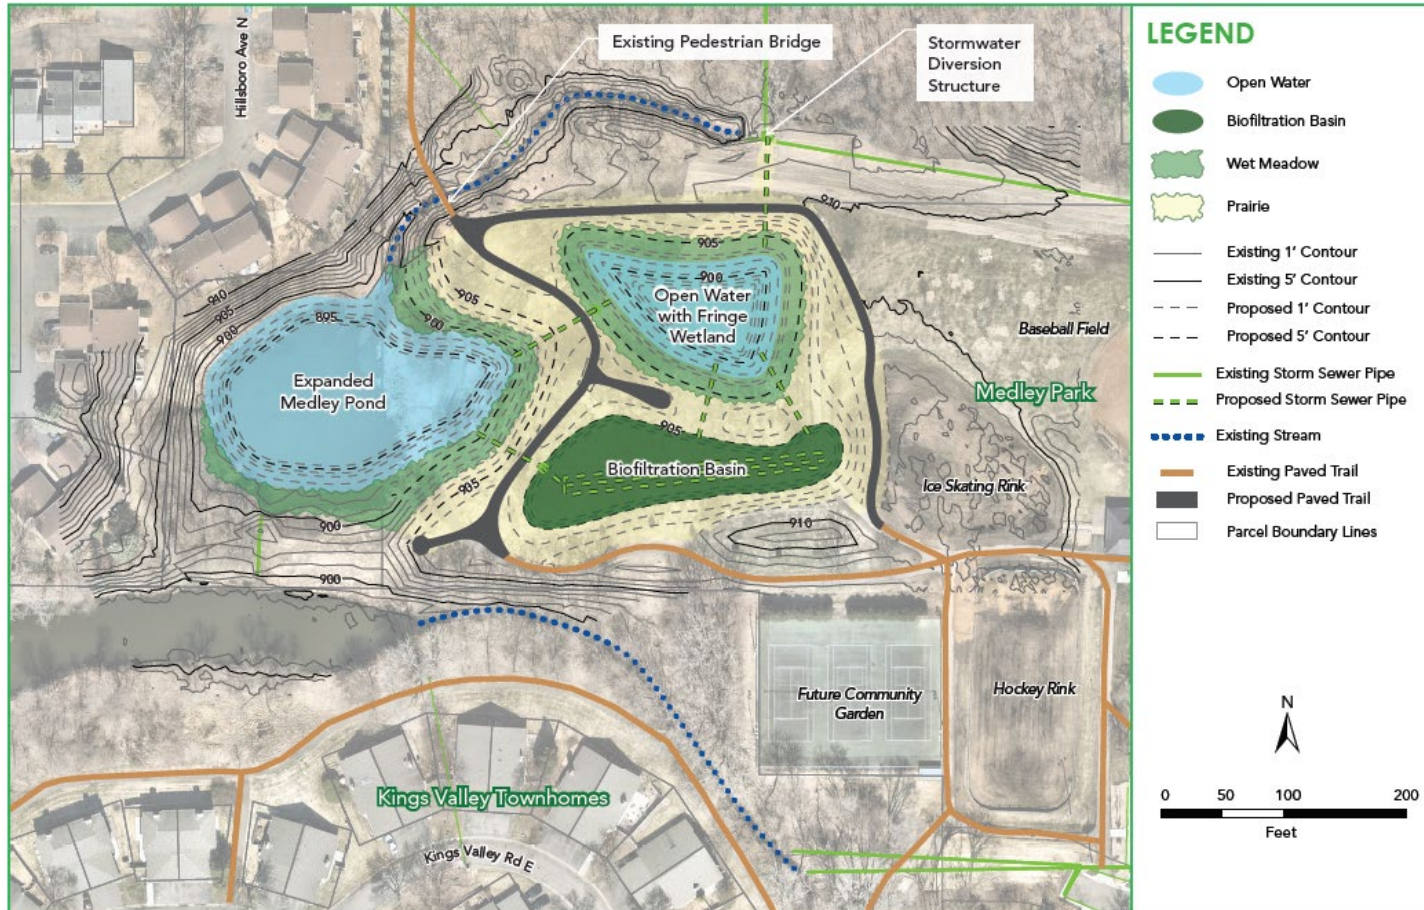 Hillsboro Ave N
Existing Pedestrian Bridge
Stormwater
Diversion
Structure
910
905
900
895
905
900
930
905
900
Open Water
with Fringe
Wetland
Baseball Field
Expanded
Medley Pond
Medley Park
905
Biofiltration Basin
905
Ice Skating Rink
900
910
900
Future Community
Garden
Hockey Rink
Kings Valley Townhomes
Kings Valley Rd E
LEGEND
Open Water
Biofiltration Basin
Wet Meadow
Prairie
Existing 1' Contour
Existing 5' Contour
Proposed 1' Contour
Proposed 5' Contour
Existing Storm Sewer Pipe
Proposed Storm Sewer Pipe
Existing Stream
Existing Paved Trail
Proposed Paved Trail
Parcel Boundary Lines
N
0 50 100 200
Feet